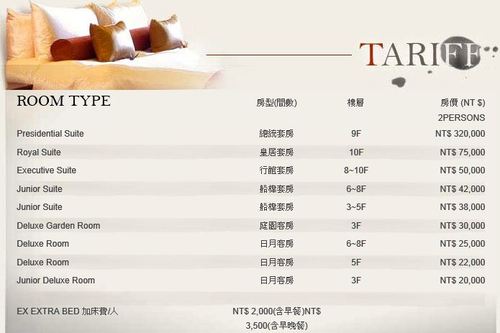 TARIFF
ROOM TYPE 房型(間數) 樓層 房價 (NT $)
2PERSONS
Presidential Suite 總統套房 9F NT$ 320,000
Royal Suite 皇居套房 10F NT$ 75,000
Executive Suite 行館套房 8~10F NT$ 50,000
Junior Suite 船樟套房 6~8F NT$ 42,000
Junior Suite 船樟套房 3~5F NT$ 38,000
Deluxe Garden Room 庭園客房 3F NT$ 30,000
Deluxe Room 日月客房 6~8F NT$ 25,000
Deluxe Room 日月客房 5F NT$ 22,000
Junior Deluxe Room 日月客房 3F NT$ 20,000
EX EXTRA BED 加床費/人 NT$ 2,000(含早餐)NT$
3,500(含早晚餐)